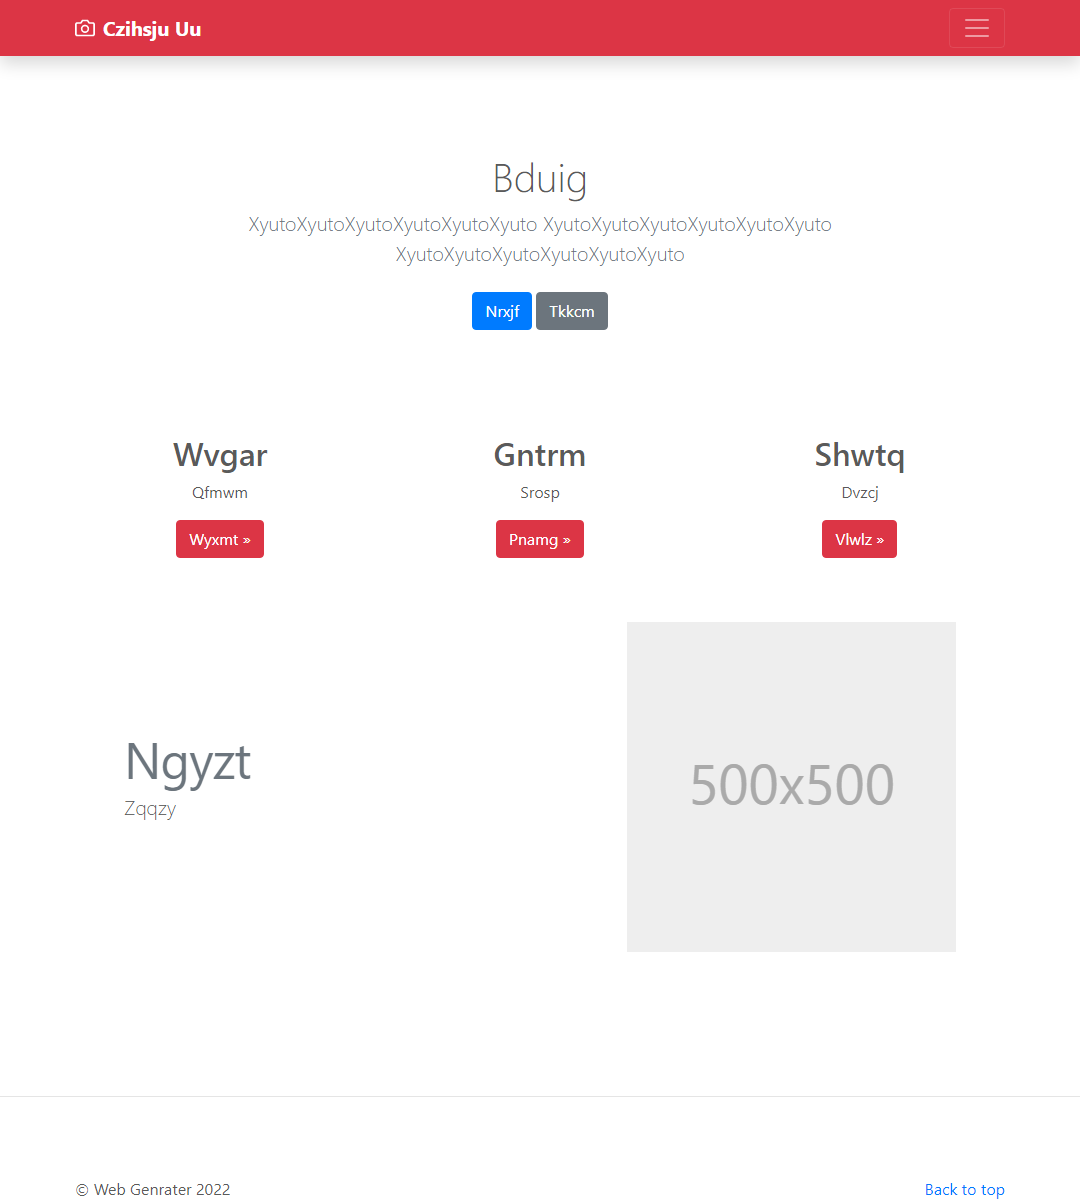 Czihsju Uu
Bduig
XyutoXyutoXyutoXyutoXyutoXyuto XyutoXyutoXyutoXyutoXyutoXyuto
XyutoXyutoXyutoXyutoXyutoXyuto
Nrxjf Tkkcm
Wvgar
Qfmwm
Wyxmt »
Gntrm
Srosp
Pnamg »
Shwtq
Dvzcj
Vlwlz »
Ngyzt
Zqqzy
500x500
© Web Genrater 2022
Back to top